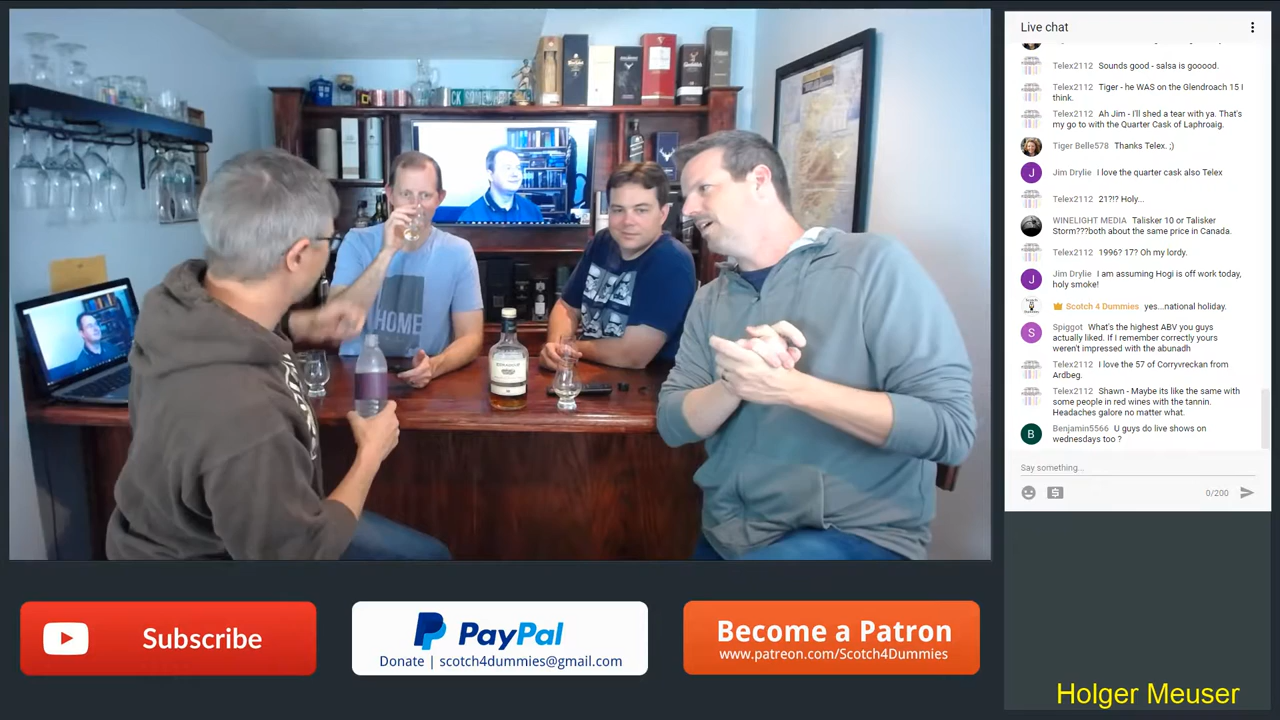 Live chat
Telex2112 Sounds good - salsa is gooood.
Telex2112 Tiger - he WAS on the Glendroach 15 I
think.
Telex2112 Ah Jim - I'll shed a tear with ya. That's
my go to with the Quarter Cask of Laphroaig.
Tiger Belle578 Thanks Telex. ;)
J
Jim Drylie I love the quarter cask also Telex
Telex2112 21?!? Holy...
WINELIGHT MEDIA Talisker 10 or Talisker
Storm???both about the same price in Canada.
Telex2112 1996? 17? Oh my lordy.
J
Jim Drylie I am assuming Hogi is off work today,
holy smoke!
Scotch 4 Dummies yes...national holiday.
S
Spiggot What's the highest ABV you guys
actually liked. If I remember correctly yours
weren't impressed with the abunadh
Telex2112 I love the 57 of Corryvreckan from
Ardbeg.
Telex2112 Shawn - Maybe its like the same with
some people in red wines with the tannin.
Headaches galore no matter what.
B
Benjamin5566 U guys do live shows on
wednesdays too ?
Say something...
0/200
HOME
Subscribe
PayPal
Donate | scotch4dummies@gmail.com
Become a Patron
www.patreon.com/Scotch4Dummies
Holger Meuser